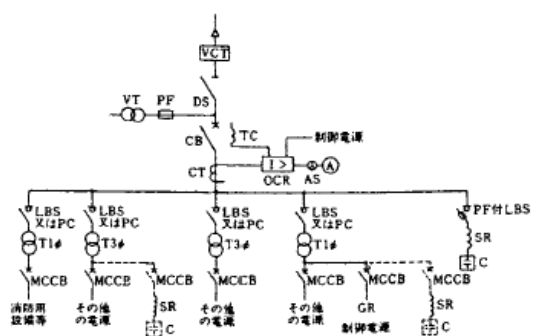 VCT
DS
VT PF
TC
制御電源
CB
I >
A
CT
OCR AS
LBS
又はPC
LBS
又はPC
LBS
又はPC
LBS
又はPC
PF付LBS
T1φ
T3φ
T3φ
T1φ
SR
C
MCCB
MCCB
MCCB
MCCB
MCCB
MCCB
MCCB
消防用
設備等
その他
の電源
SR
C
その他
の電源
その他
の電源
GR
制御電源
SR
C